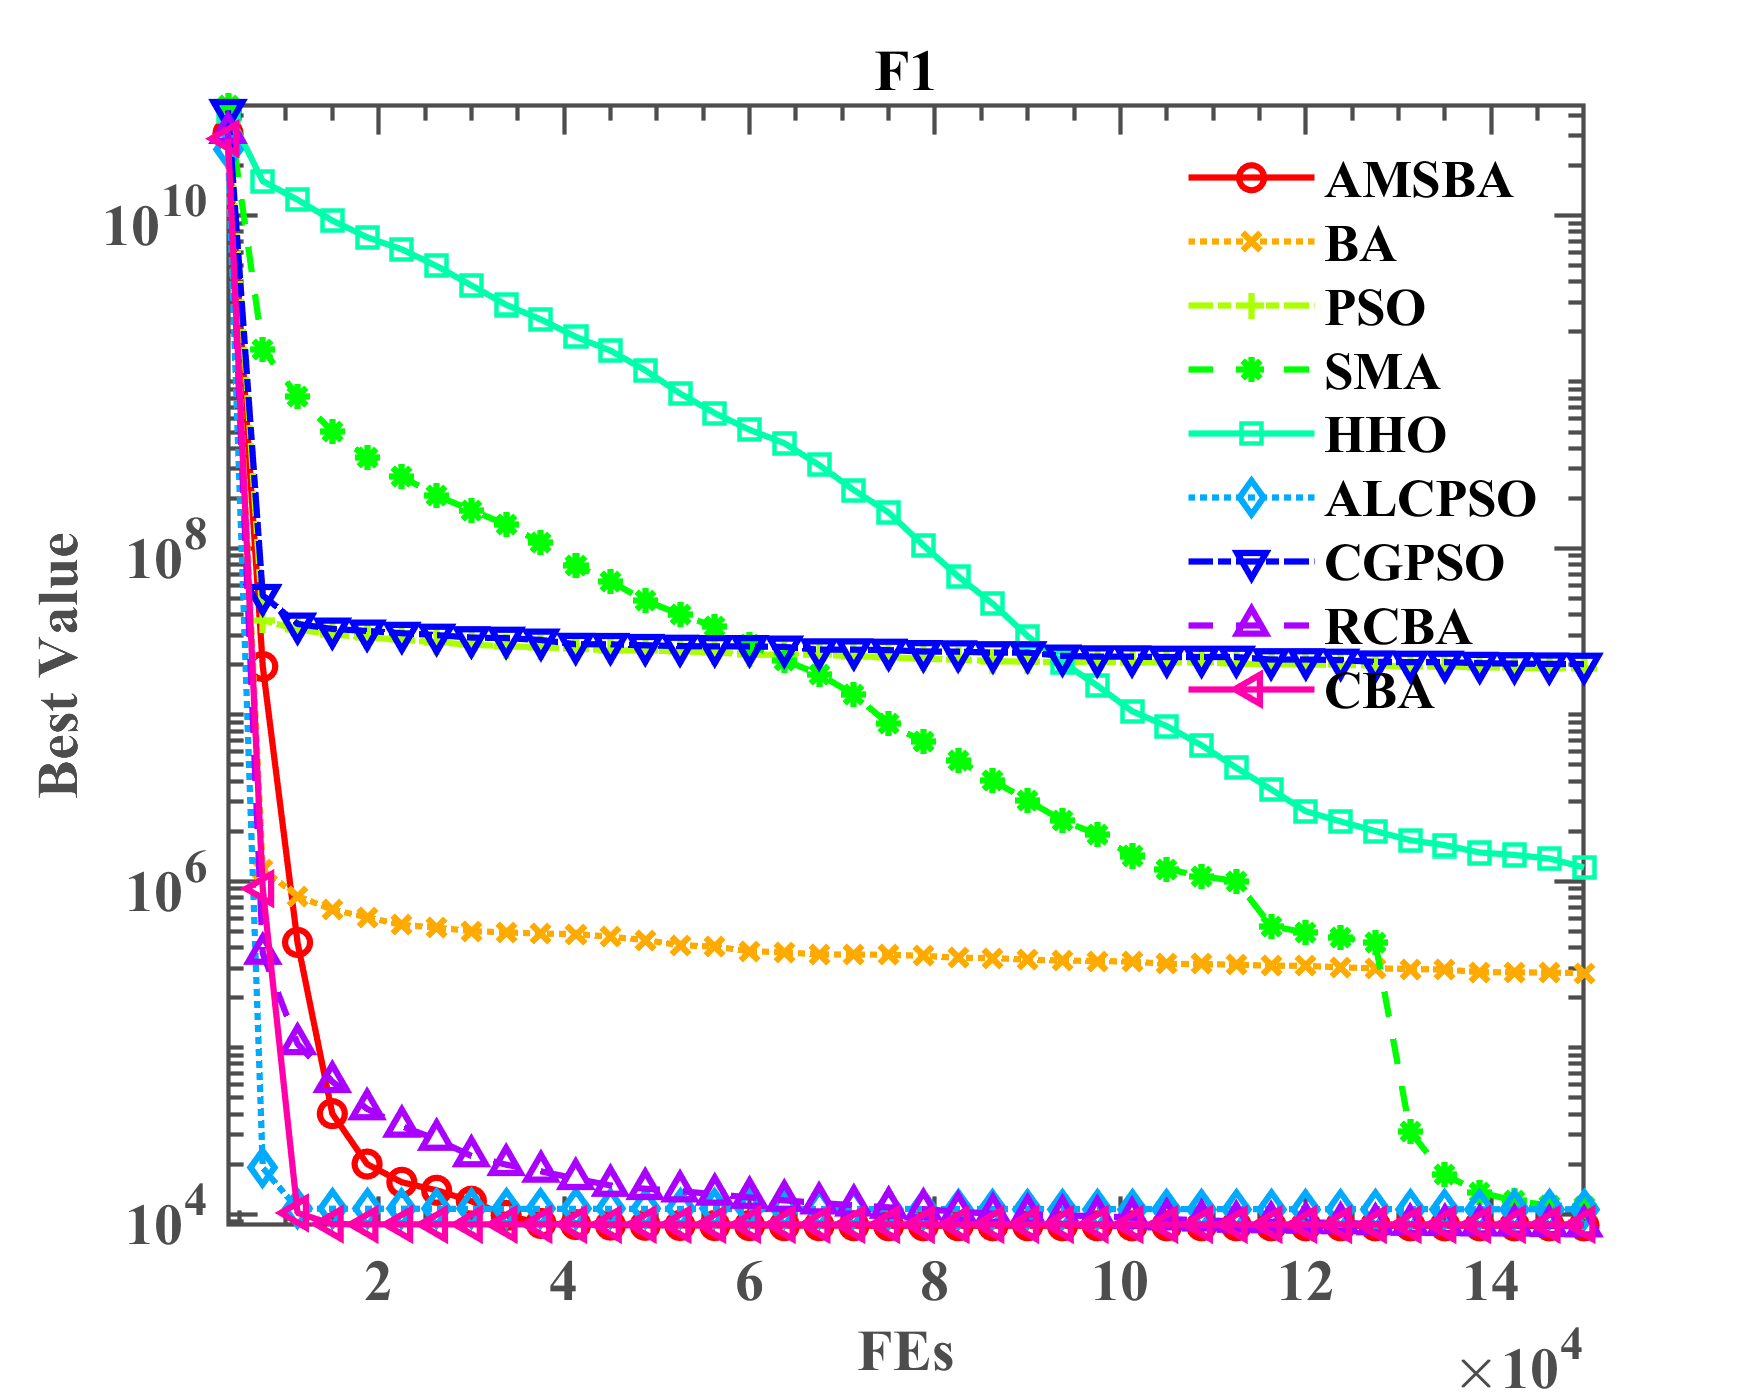 F1
AMSBA
BA
PSO
SMA
HHO
ALCPSO
CGPSO
RCBA
CBA
Best Value
10^10
10^8
10^6
10^4
2 4 6 8 10 12 14
FEs
×10^4